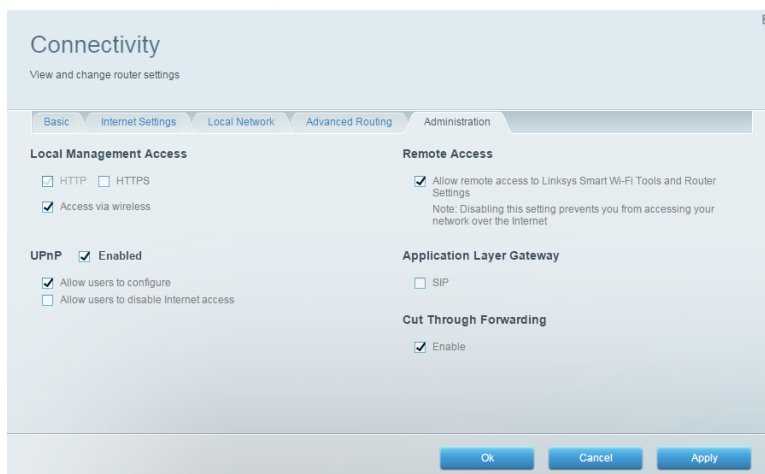 Connectivity
View and change router settings
Basic
Internet Settings
Local Network
Advanced Routing
Administration
Local Management Access
HTTP
HTTPS
Access via wireless
UPnP
Enabled
Allow users to configure
Allow users to disable Internet access
Remote Access
Allow remote access to Linksys Smart Wi-Fi Tools and Router
Settings
Note: Disabling this setting prevents you from accessing your
network over the Internet
Application Layer Gateway
SIP
Cut Through Forwarding
Enable
Ok
Cancel
Apply